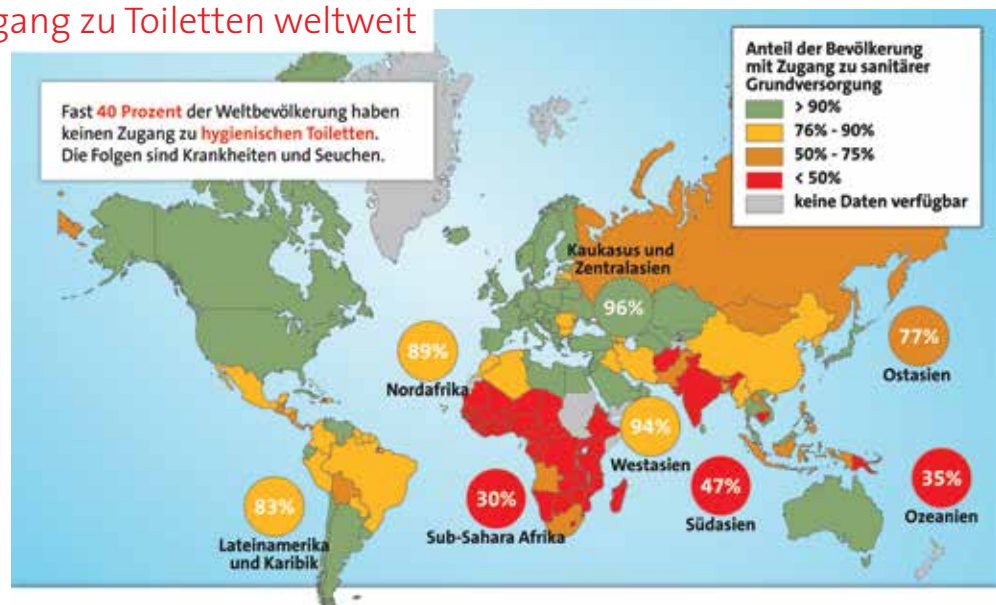 gang zu Toiletten weltweit
Fast 40 Prozent der Weltbevölkerung haben
keinen Zugang zu hygienischen Toiletten.
Die Folgen sind Krankheiten und Seuchen.
Anteil der Bevölkerung
mit Zugang zu sanitärer
Grundversorgung
> 90%
76% - 90%
50% - 75%
< 50%
keine Daten verfügbar
Kaukasus und
Zentralasien
96%
89%
Nordafrika
77%
Ostasien
94%
Westasien
83%
Lateinamerika
und Karibik
30%
Sub-Sahara Afrika
47%
Südasien
35%
Ozeanien